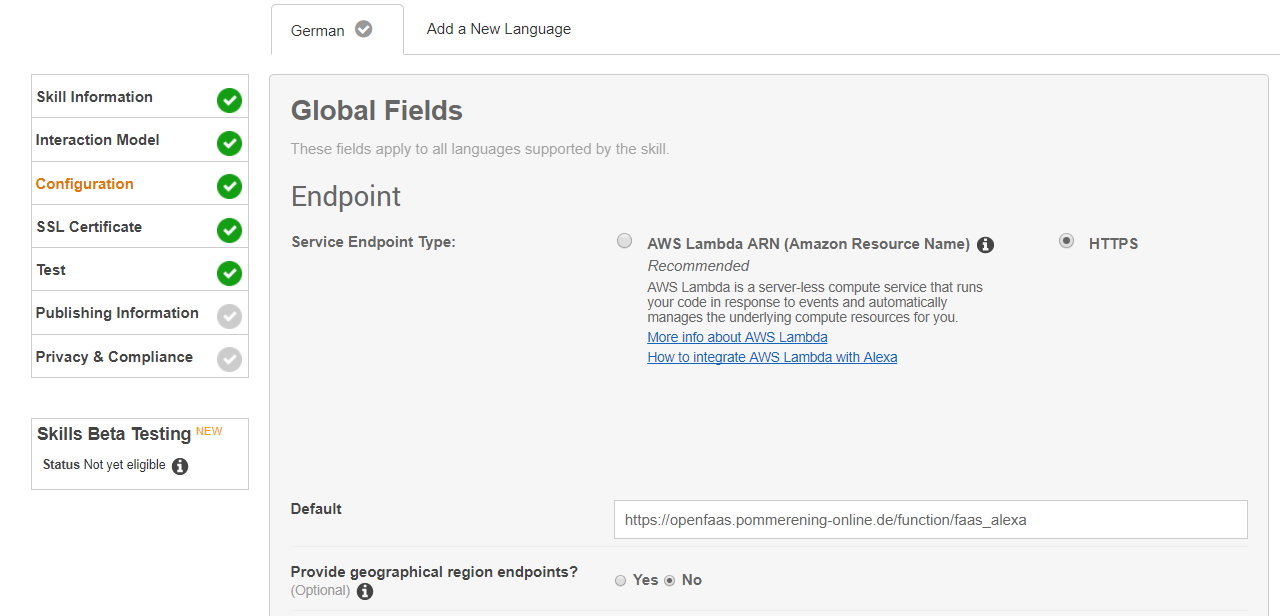 German
Add a New Language
Skill Information
Interaction Model
Configuration
SSL Certificate
Test
Publishing Information
Privacy & Compliance
Skills Beta Testing NEW
Status Not yet eligible
Global Fields
These fields apply to all languages supported by the skill.
Endpoint
Service Endpoint Type:
AWS Lambda ARN (Amazon Resource Name)
Recommended
AWS Lambda is a server-less compute service that runs
your code in response to events and automatically
manages the underlying compute resources for you.
More info about AWS Lambda
How to integrate AWS Lambda with Alexa
HTTPS
Default
https://openfaas.pommerening-online.de/function/faas_alexa
Provide geographical region endpoints?
(Optional)
Yes No